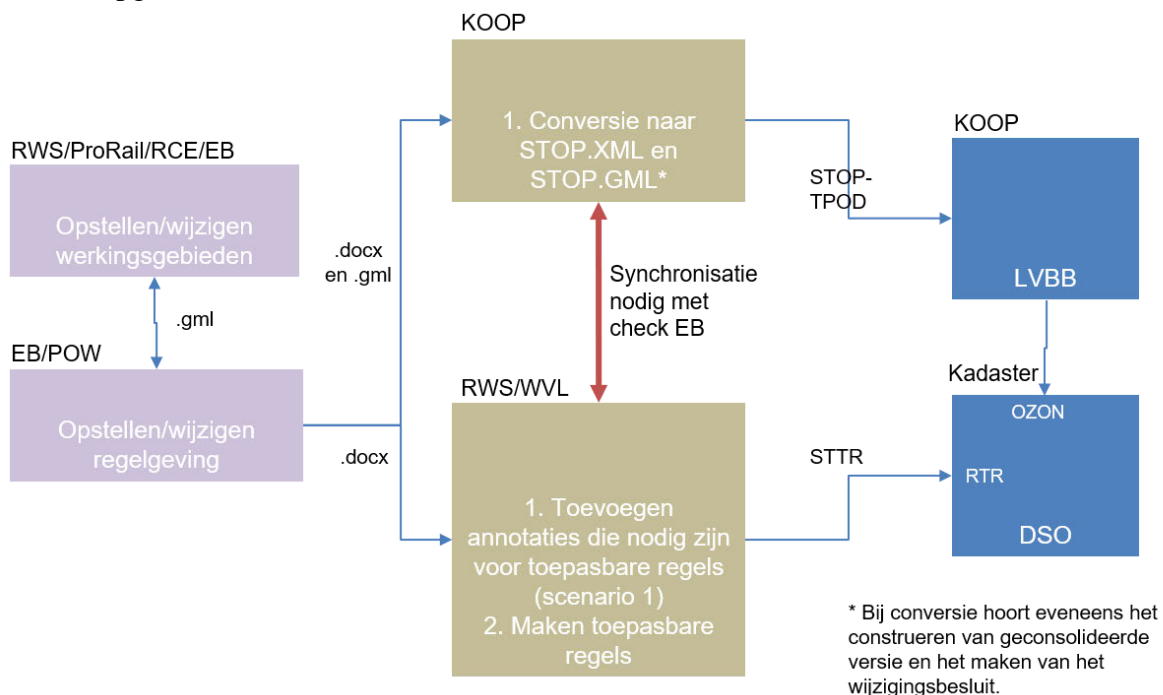 KOOP
1. Conversie naar
STOP.XML en
STOP.GML*
RWS/ProRail/RCE/EB
Opstellen/wijzigen
werkingsgebieden
.gml
EB/POW
Opstellen/wijzigen
regelgeving
.docx
en .gml
.docx
Synchronisatie
nodig met
check EB
RWS/WVL
1. Toevoegen
annotaties die nodig zijn
voor toepasbare regels
(scenario 1)
2. Maken toepasbare
regels
STOP-
TPOD
KOOP
LVBB
Kadaster
OZON
STTR
RTR
DSO
* Bij conversie hoort eveneens het
construeren van geconsolideerde
versie en het maken van het
wijzigingsbesluit.